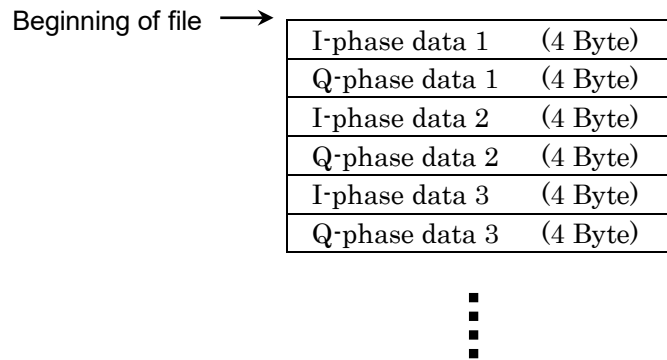 Beginning of file
I-phase data 1 (4 Byte)
Q-phase data 1 (4 Byte)
I-phase data 2 (4 Byte)
Q-phase data 2 (4 Byte)
I-phase data 3 (4 Byte)
Q-phase data 3 (4 Byte)